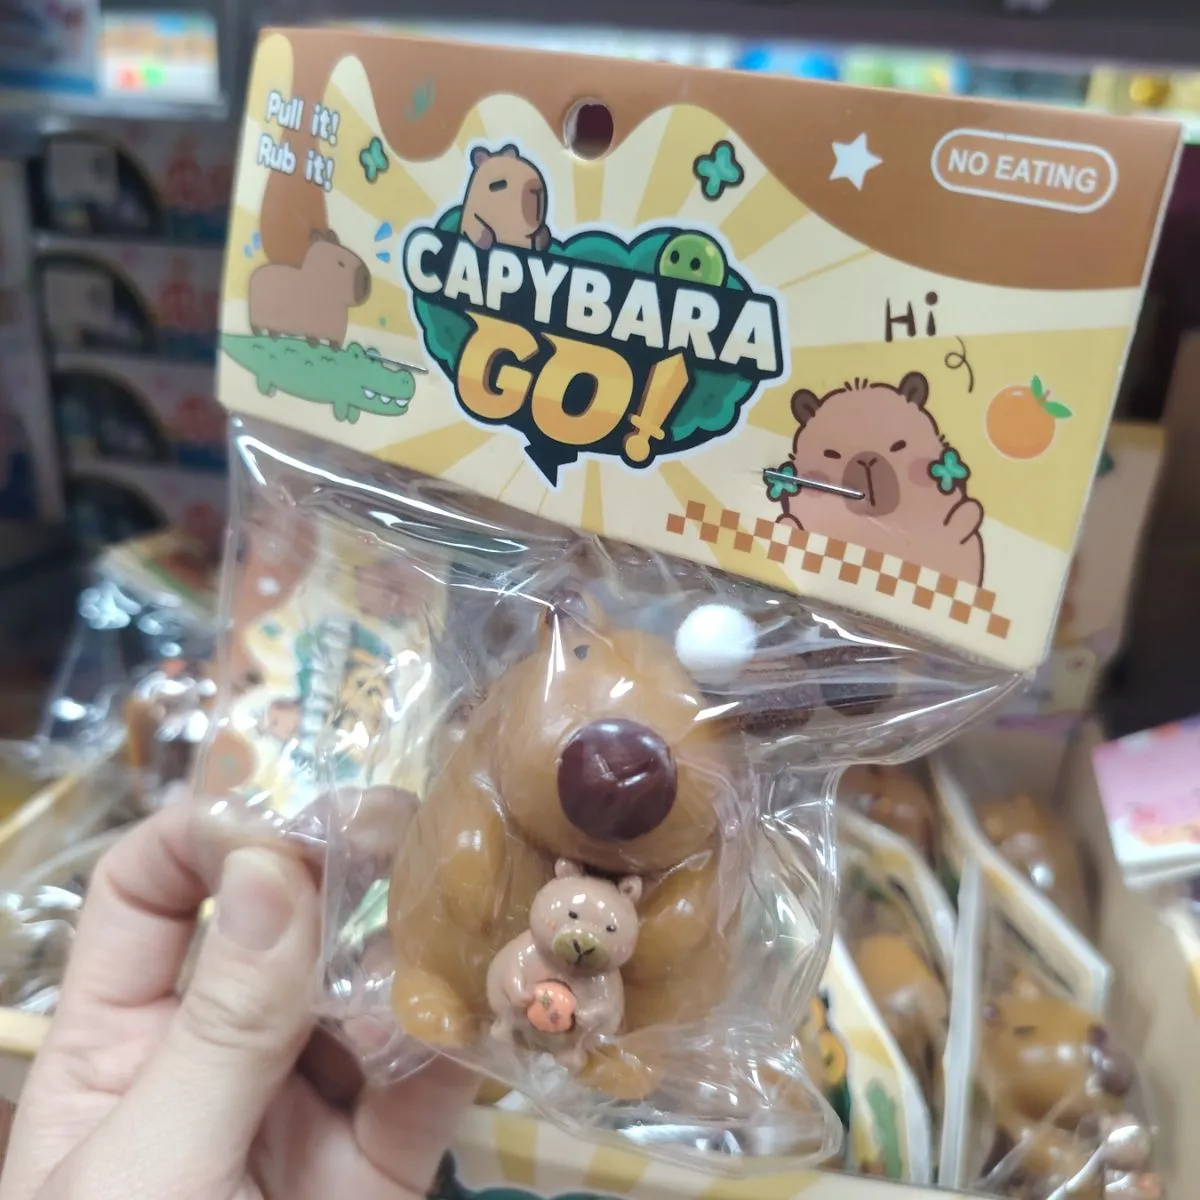 Pull it!
Rub it!
NO EATING
CAPYBARA
GO!
Hi